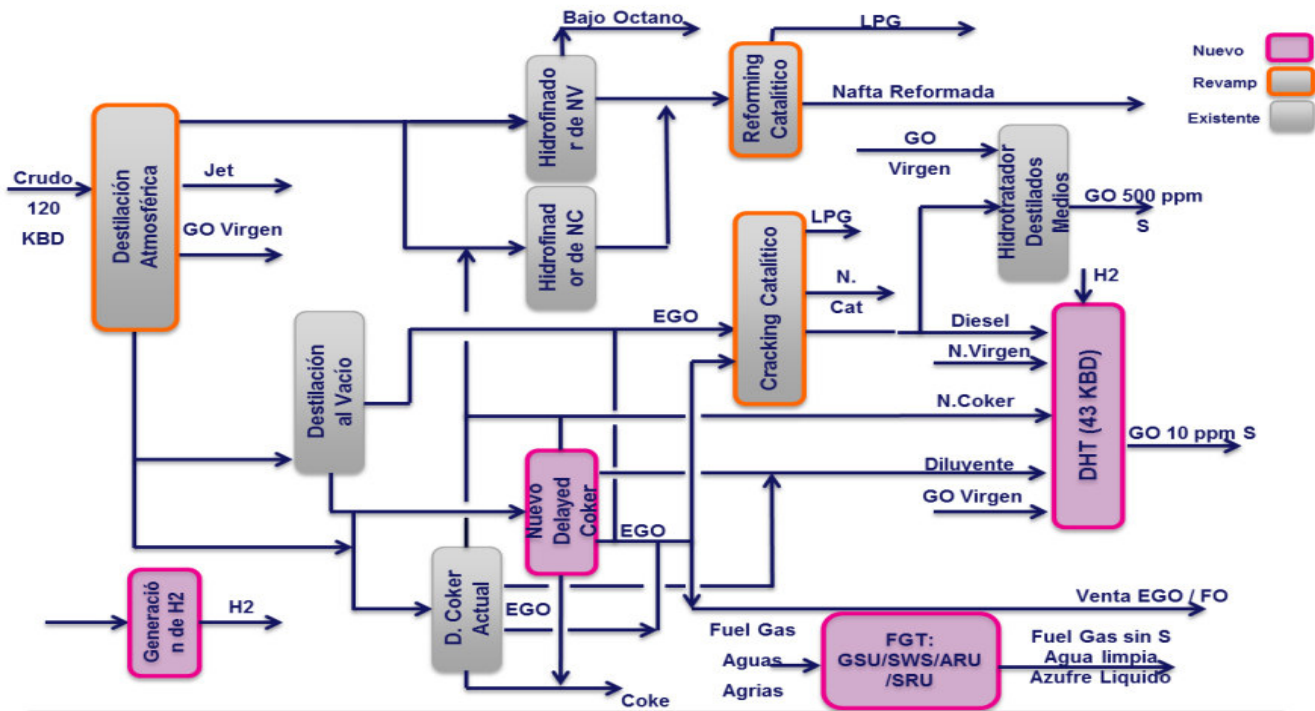 Bajo Octano
LPG
Nuevo
Revamp
Existente
Hidrofinado
r de NV
Reforming
Catalítico
Nafta Reformada
Crudo
120
KBD
Destilación
Atmosférica
Jet
GO Virgen
Hidrofinad
or de NC
GO
Virgen
Hidrotratador
Destilados
Medios
GO 500 ppm
S
Cracking Catalítico
LPG
N.
Cat
H2
Destilación
al Vacío
EGO
Diesel
N.Virgen
N.Coker
DHT (43 KBD)
GO 10 ppm S
Nuevo
Delayed
Coker
Diluyente
GO Virgen
EGO
Generació
n de H2
H2
D. Coker
Actual
EGO
Coke
Venta EGO / FO
Fuel Gas
Aguas
Agrias
FGT:
GSU/SWS/ARU
/SRU
Fuel Gas sin S
Agua limpia
Azufre Liquido